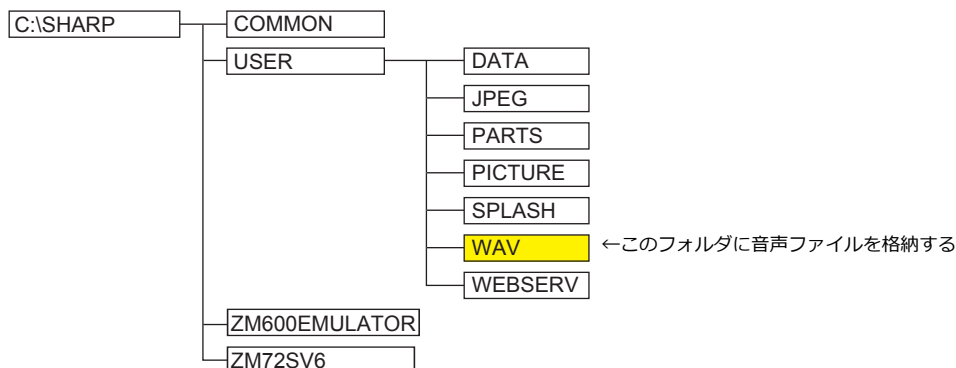 C:\SHARP
COMMON
USER
DATA
JPEG
PARTS
PICTURE
SPLASH
WAV ←このフォルダに音声ファイルを格納する
WEBSERV
ZM600EMULATOR
ZM72SV6